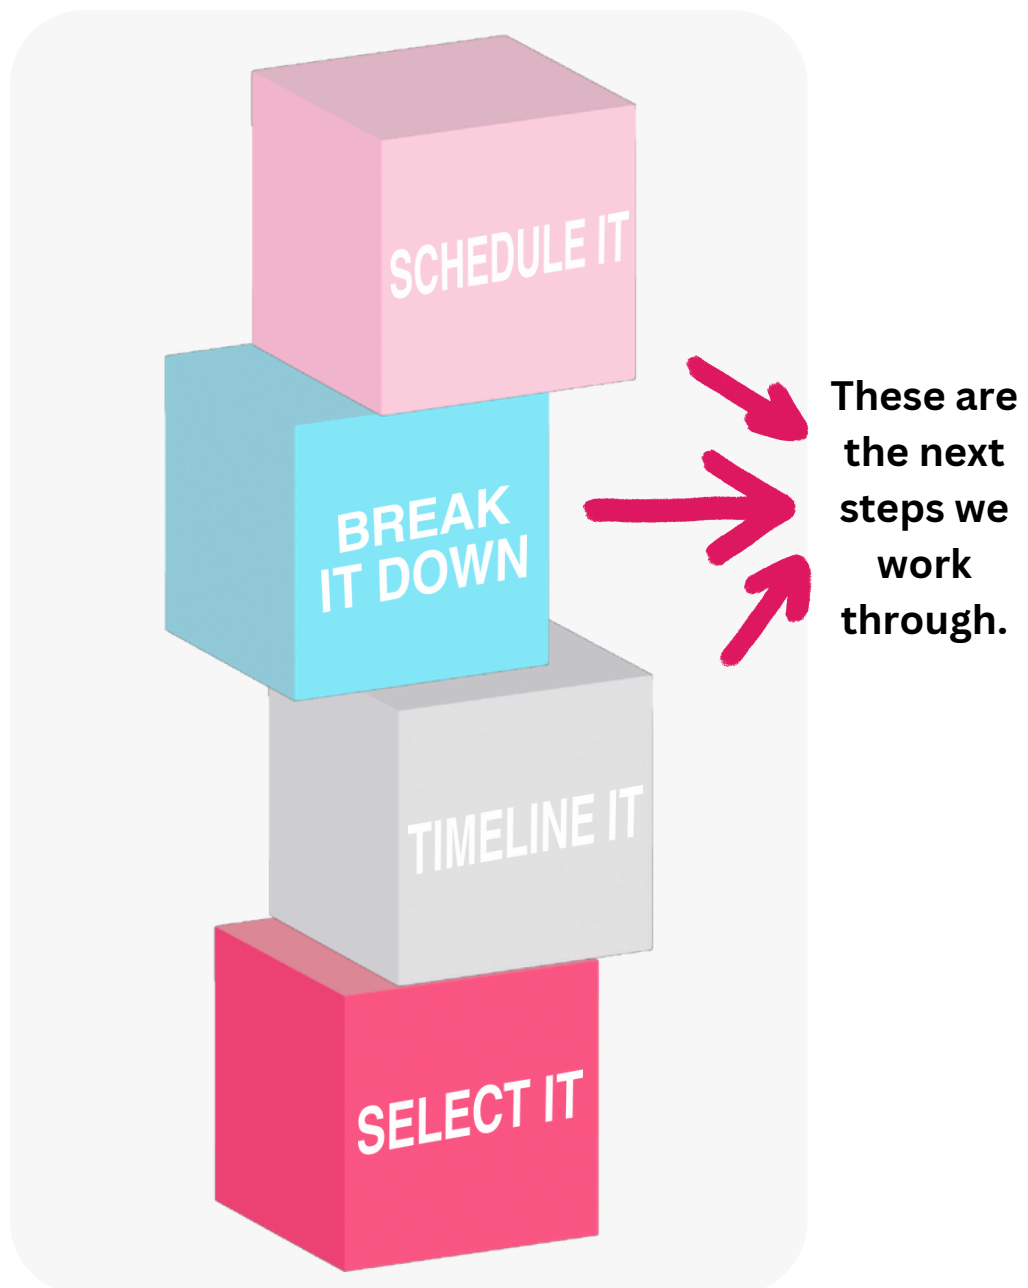 SCHEDULE IT
BREAK
IT DOWN
TIMELINE IT
SELECT IT
These are
the next
steps we
work
through.